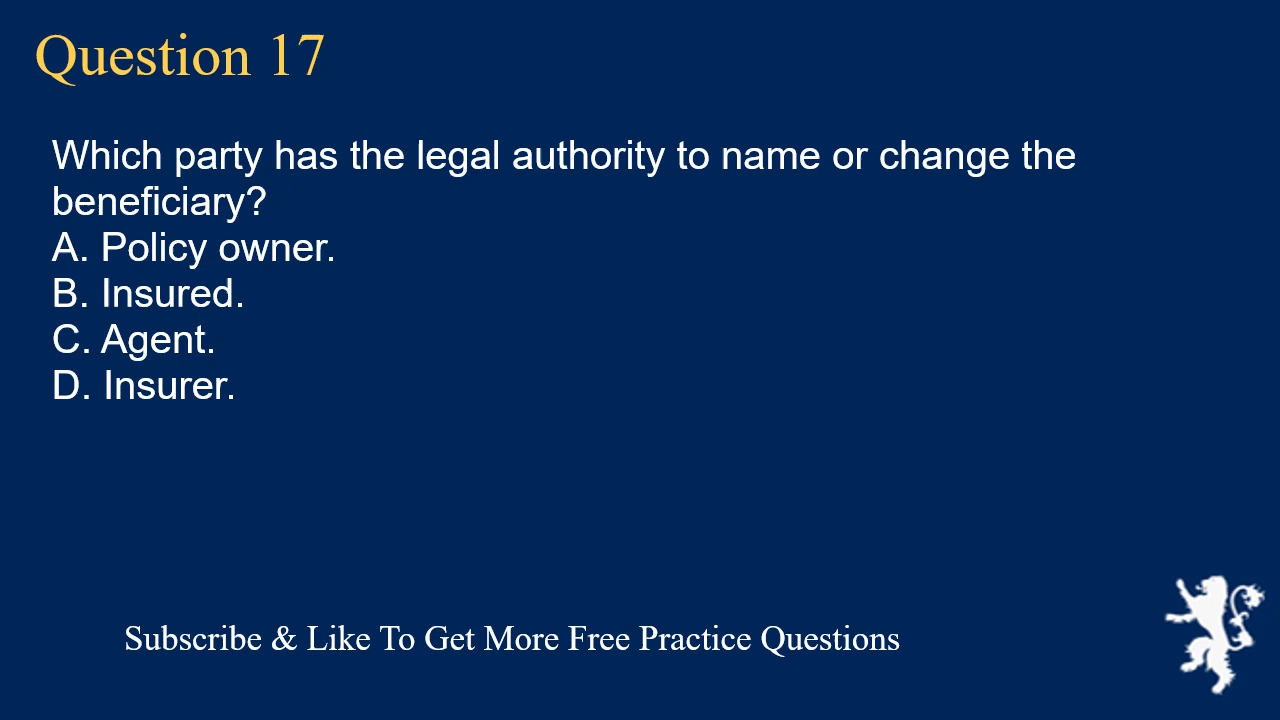 Question 17
Which party has the legal authority to name or change the
beneficiary?
A. Policy owner.
B. Insured.
C. Agent.
D. Insurer.
Subscribe & Like To Get More Free Practice Questions